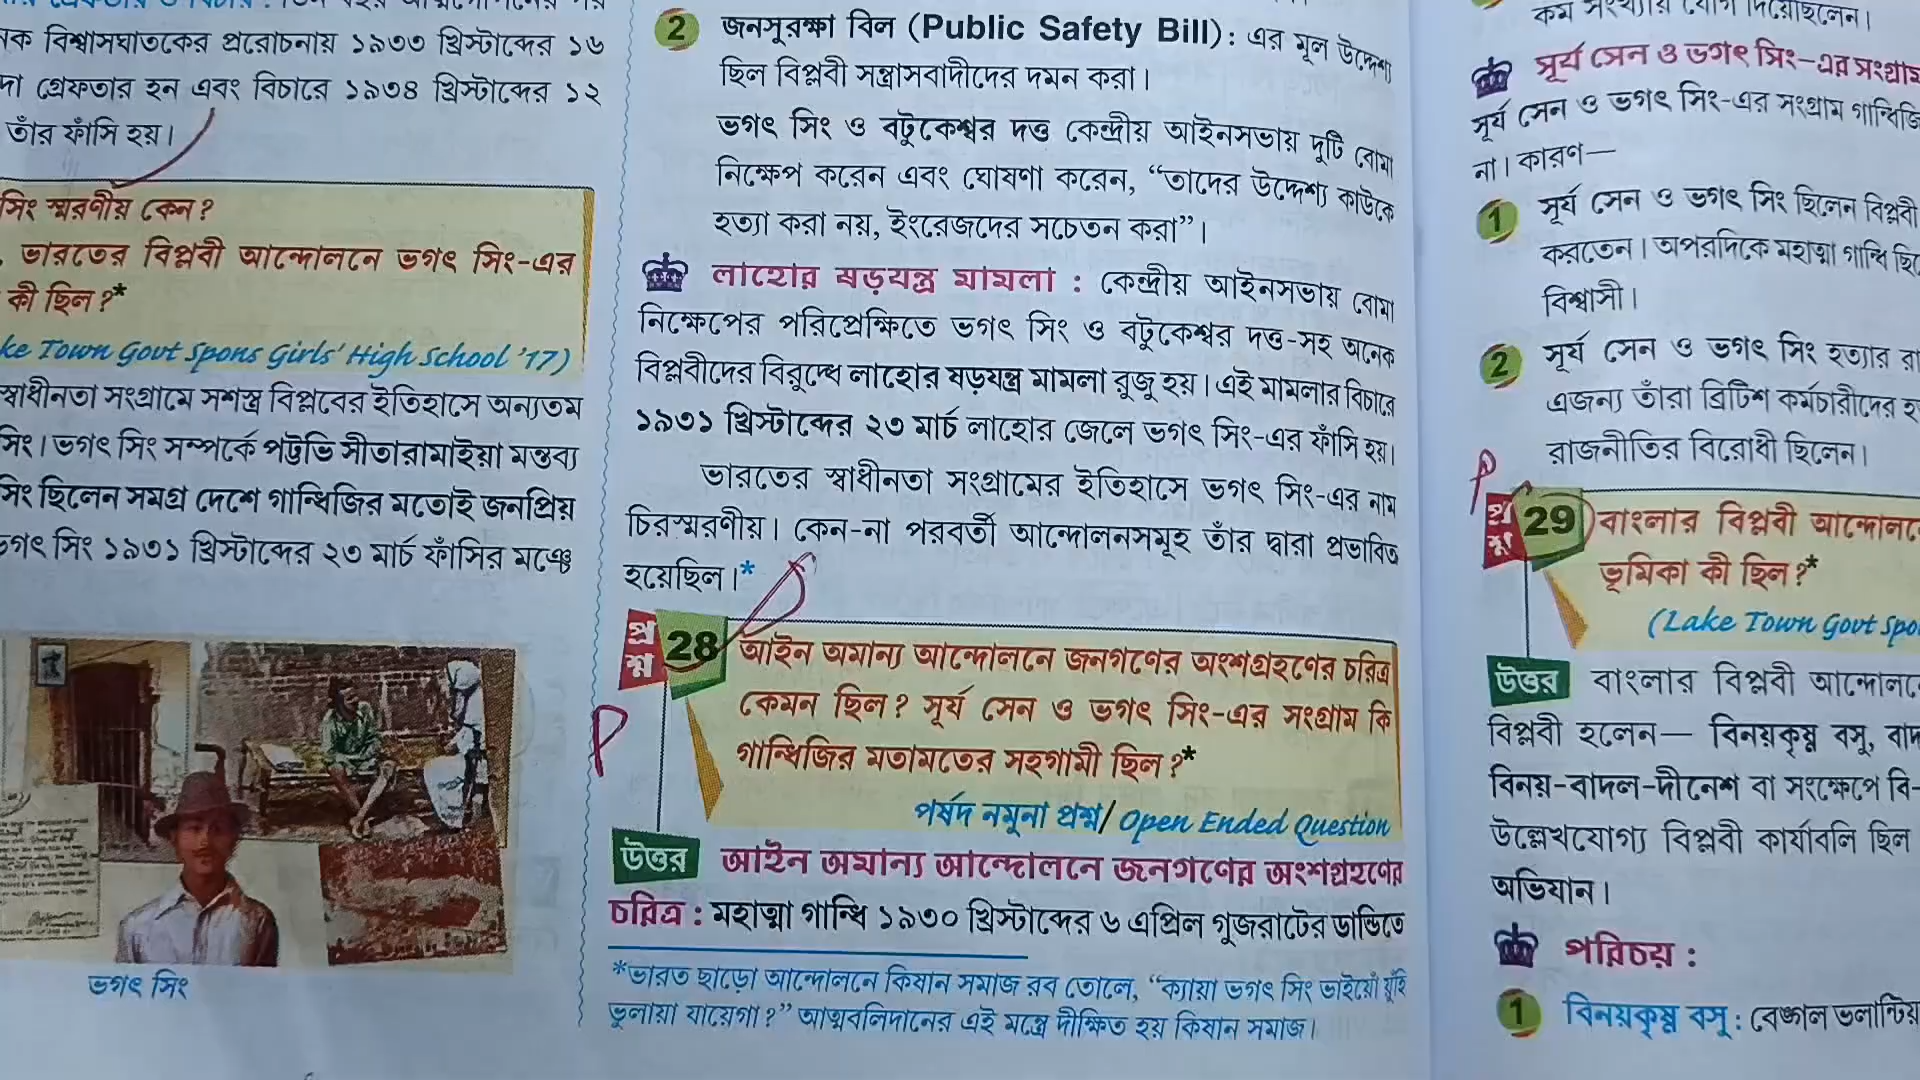 বিশ্বাসঘাতকের প্ররোচনায় ১৯৩৩ খ্রিস্টাব্দের ১৬
গ্রেফতার হন এবং বিচারে ১৯৩৪ খ্রিস্টাব্দের ১২
তাঁর ফাঁসি হয়।
সিং স্মরণীয় কেন?
ভারতের বিপ্লবী আন্দোলনে ভগৎ সিং-এর
কী ছিল?*
ke Town Govt Spons Girls' High School '17)
স্বাধীনতা সংগ্রামে সশস্ত্র বিপ্লবের ইতিহাসে অন্যতম
সিং। ভগৎ সিং সম্পর্কে পট্টভি সীতারামাইয়া মন্তব্য
সিং ছিলেন সমগ্র দেশে গান্ধিজির মতোই জনপ্রিয়
ভগৎ সিং ১৯৩১ খ্রিস্টাব্দের ২৩ মার্চ ফাঁসির মঞ্চে
ভগৎ সিং
2 জনসুরক্ষা বিল (Public Safety Bill): এর মূল উদ্দেশ্য
ছিল বিপ্লবী সন্ত্রাসবাদীদের দমন করা।
ভগৎ সিং ও বটুকেশ্বর দত্ত কেন্দ্রীয় আইনসভায় দুটি বোমা
নিক্ষেপ করেন এবং ঘোষণা করেন, “তাদের উদ্দেশ্য কাউকে
হত্যা করা নয়, ইংরেজদের সচেতন করা”।
লাহোর ষড়যন্ত্র মামলা : কেন্দ্রীয় আইনসভায় বোমা
নিক্ষেপের পরিপ্রেক্ষিতে ভগৎ সিং ও বটুকেশ্বর দত্ত-সহ অনেক
বিপ্লবীদের বিরুদ্ধে লাহোর ষড়যন্ত্র মামলা রুজু হয়। এই মামলার বিচারে
১৯৩১ খ্রিস্টাব্দের ২৩ মার্চ লাহোর জেলে ভগৎ সিং-এর ফাঁসি হয়।
ভারতের স্বাধীনতা সংগ্রামের ইতিহাসে ভগৎ সিং-এর নাম
চিরস্মরণীয়। কেন-না পরবর্তী আন্দোলনসমূহ তাঁর দ্বারা প্রভাবিত
হয়েছিল।*
প্রশ্ন 28 আইন অমান্য আন্দোলনে জনগণের অংশগ্রহণের চরিত্র
কেমন ছিল? সূর্য সেন ও ভগৎ সিং-এর সংগ্রাম কি
গান্ধিজির মতামতের সহগামী ছিল?*
পর্ষদ নমুনা প্রশ্ন/ Open Ended Question
উত্তর আইন অমান্য আন্দোলনে জনগণের অংশগ্রহণের
চরিত্র : মহাত্মা গান্ধি ১৯৩০ খ্রিস্টাব্দের ৬ এপ্রিল গুজরাটের ডান্ডিতে
*ভারত ছাড়ো আন্দোলনে কিষান সমাজ রব তোলে, “ক্যায়া ভগৎ সিং ভাইয়োঁ য়ুঁহি
ভুলায়া যায়েগা?” আত্মবলিদানের এই মন্ত্রে দীক্ষিত হয় কিষান সমাজ।
কম সংখ্যায় যোগ দিয়েছিলেন।
সূর্য সেন ও ভগৎ সিং-এর সংগ্রাম
সূর্য সেন ও ভগৎ সিং-এর সংগ্রাম গান্ধিজি
না। কারণ—
1 সূর্য সেন ও ভগৎ সিং ছিলেন বিপ্লবী
করতেন। অপরদিকে মহাত্মা গান্ধি ছি
বিশ্বাসী।
2 সূর্য সেন ও ভগৎ সিং হত্যার রা
এজন্য তাঁরা ব্রিটিশ কর্মচারীদের হ
রাজনীতির বিরোধী ছিলেন।
প্রশ্ন 29 বাংলার বিপ্লবী আন্দোলনে
ভূমিকা কী ছিল?*
(Lake Town Govt Spo
উত্তর বাংলার বিপ্লবী আন্দোলনে
বিপ্লবী হলেন— বিনয়কৃষ্ণ বসু, বাদ
বিনয়-বাদল-দীনেশ বা সংক্ষেপে বি-
উল্লেখযোগ্য বিপ্লবী কার্যাবলি ছিল
অভিযান।
পরিচয় :
1 বিনয়কৃষ্ণ বসু : বেঙ্গল ভলান্টিয়